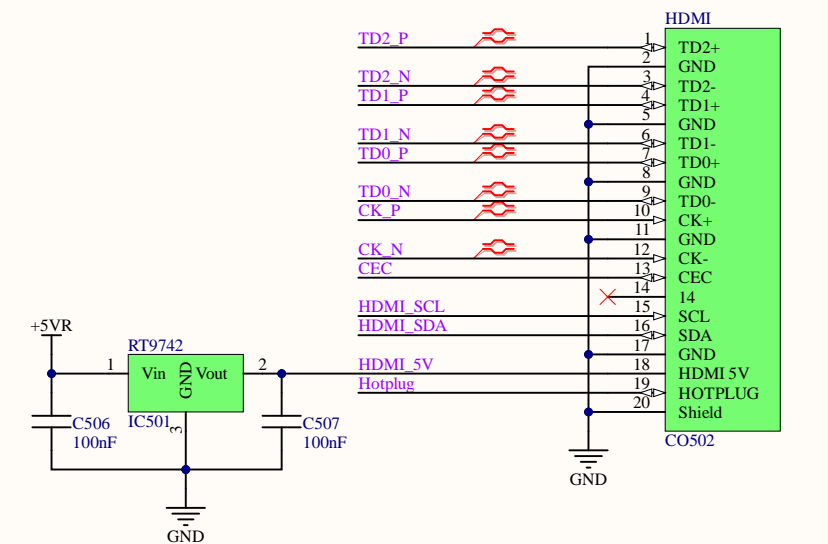 HDMI
TD2_P 1 TD2+
2 GND
TD2_N 3 TD2-
TD1_P 4 TD1+
5 GND
TD1_N 6 TD1-
TD0_P 7 TD0+
8 GND
TD0_N 9 TD0-
CK_P 10 CK+
11 GND
CK_N 12 CK-
CEC 13 CEC
14 14
HDMI_SCL 15 SCL
HDMI_SDA 16 SDA
17 GND
HDMI_5V 18 HDMI 5V
Hotplug 19 HOTPLUG
20 Shield
CO502
GND
+5VR
RT9742
1 Vin GND Vout 2
IC501
3
C506
100nF
C507
100nF
GND